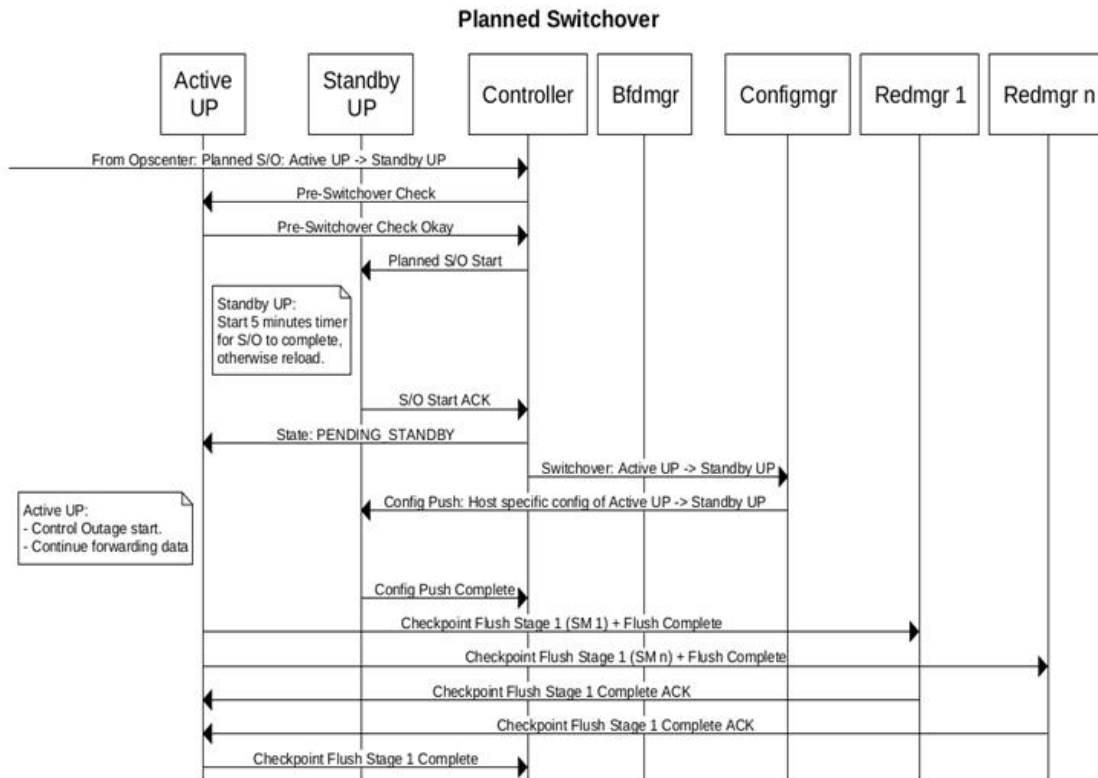 Planned Switchover
Active
UP
Standby
UP
Controller
Bfdmgr
Configmgr
Redmgr 1
Redmgr n
From Opscenter: Planned S/O: Active UP -> Standby UP
Pre-Switchover Check
Pre-Switchover Check Okay
Planned S/O Start
Standby UP:
Start 5 minutes timer
for S/O to complete,
otherwise reload.
S/O Start ACK
State: PENDING_STANDBY
Switchover: Active UP -> Standby UP
Config Push: Host specific config of Active UP -> Standby UP
Active UP:
- Control Outage start.
- Continue forwarding data
Config Push Complete
Checkpoint Flush Stage 1 (SM 1) + Flush Complete
Checkpoint Flush Stage 1 (SM n) + Flush Complete
Checkpoint Flush Stage 1 Complete ACK
Checkpoint Flush Stage 1 Complete ACK
Checkpoint Flush Stage 1 Complete